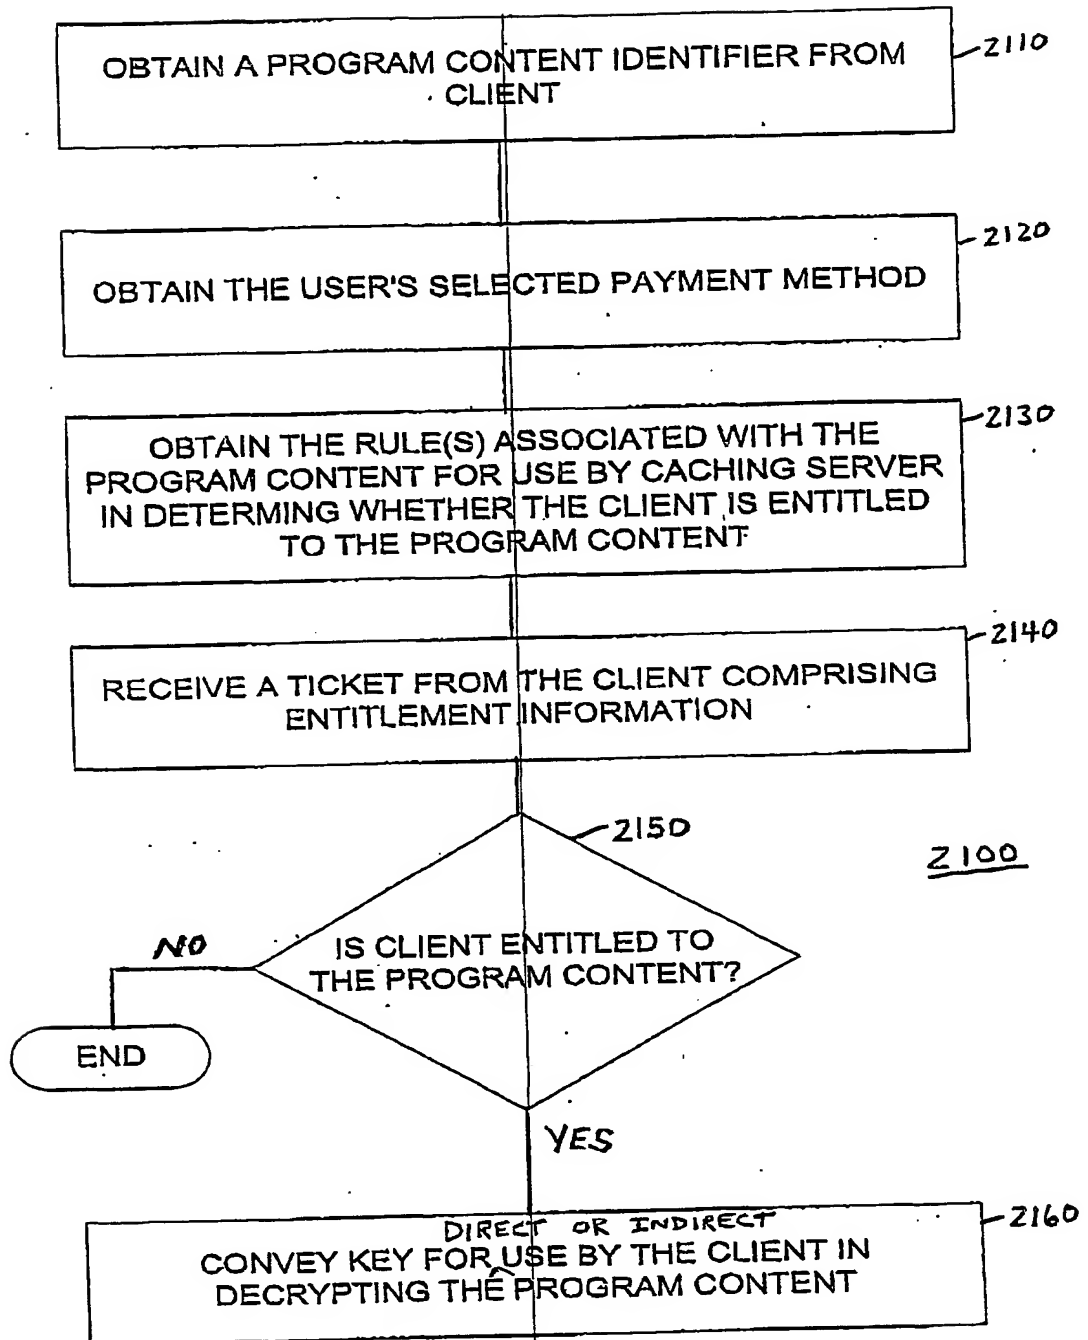 OBTAIN A PROGRAM CONTENT IDENTIFIER FROM
CLIENT
2110
OBTAIN THE USER'S SELECTED PAYMENT METHOD
2120
OBTAIN THE RULE(S) ASSOCIATED WITH THE
PROGRAM CONTENT FOR USE BY CACHING SERVER
IN DETERMING WHETHER THE CLIENT IS ENTITLED
TO THE PROGRAM CONTENT
2130
RECEIVE A TICKET FROM THE CLIENT COMPRISING
ENTITLEMENT INFORMATION
2140
2150
2100
IS CLIENT ENTITLED TO
THE PROGRAM CONTENT?
NO
END
YES
DIRECT OR INDIRECT
CONVEY KEY FOR USE BY THE CLIENT IN
DECRYPTING THE PROGRAM CONTENT
2160